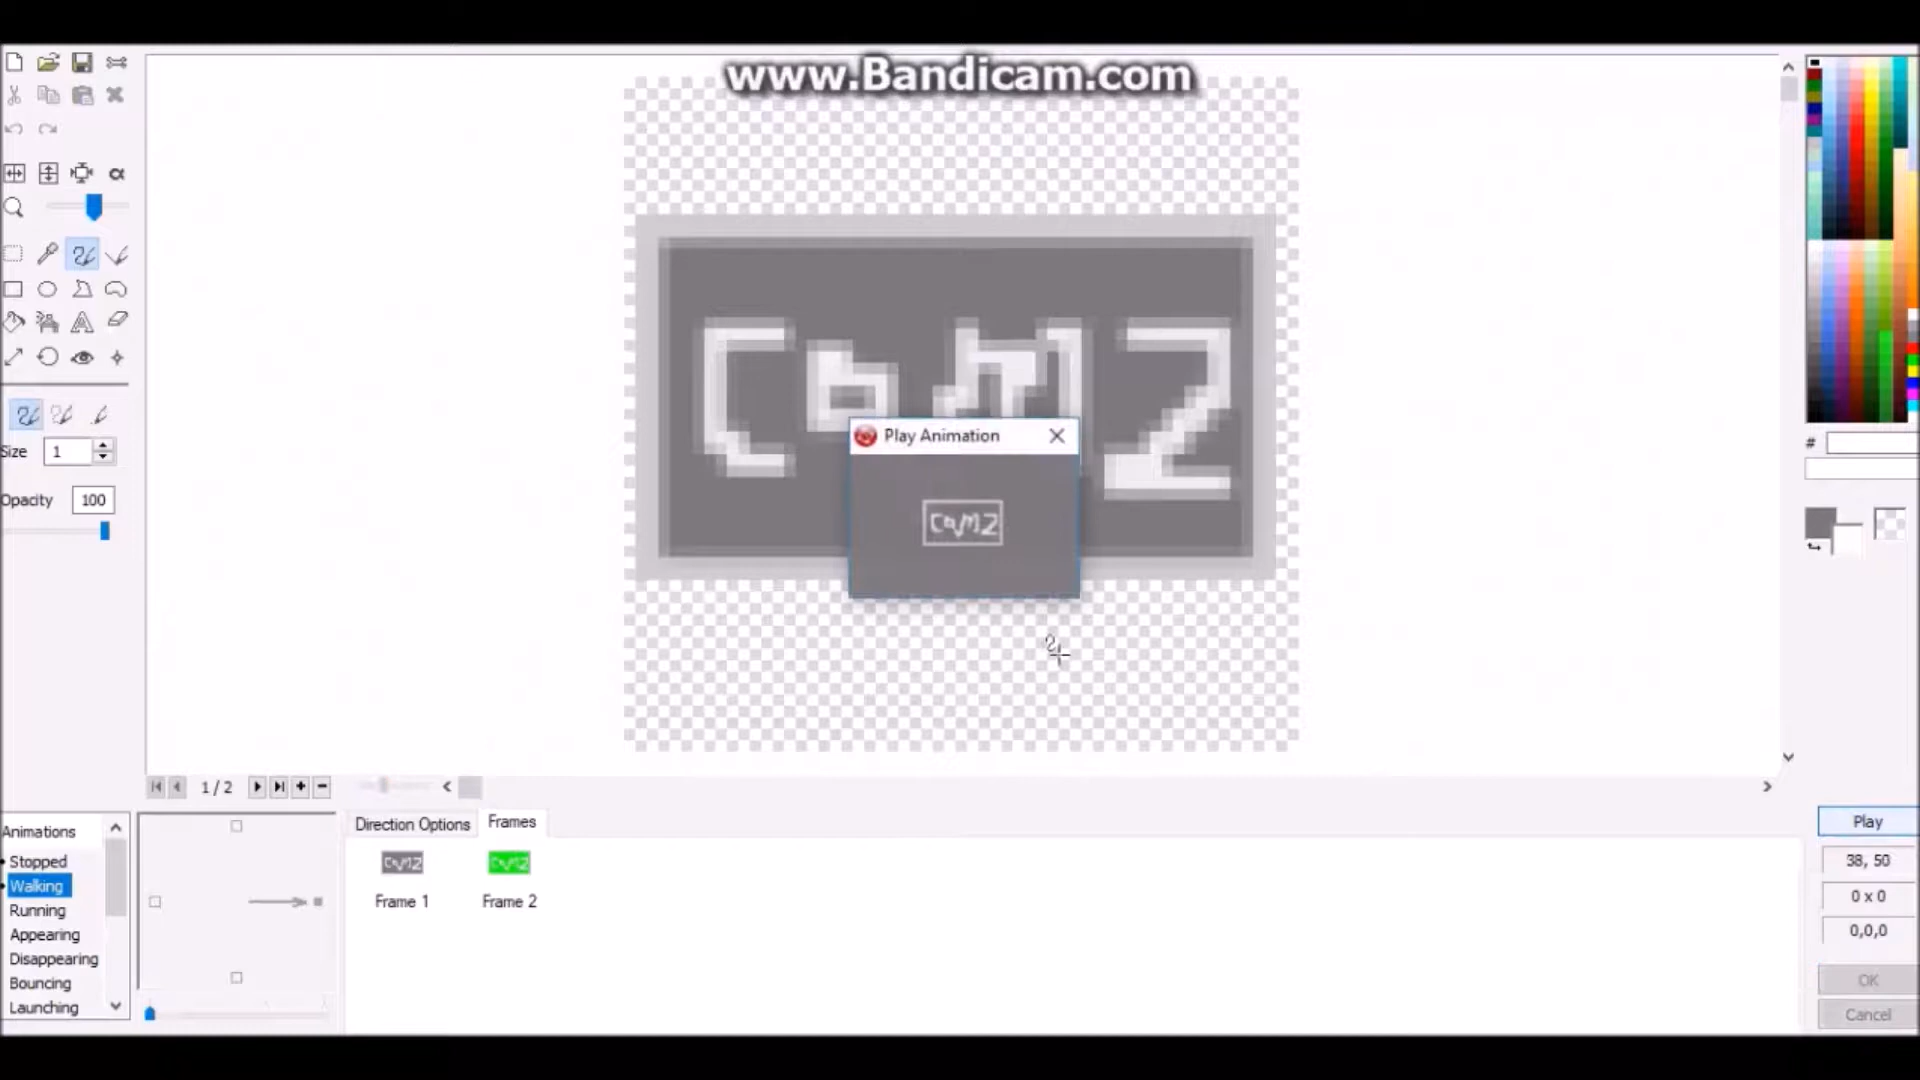 www.Bandicam.com
Play Animation
Size 1
Opacity 100
#
1 / 2
Animations
Stopped
Walking
Running
Appearing
Disappearing
Bouncing
Launching
Direction Options
Frames
Frame 1
Frame 2
Play
38, 50
0 x 0
0,0,0
OK
Cancel